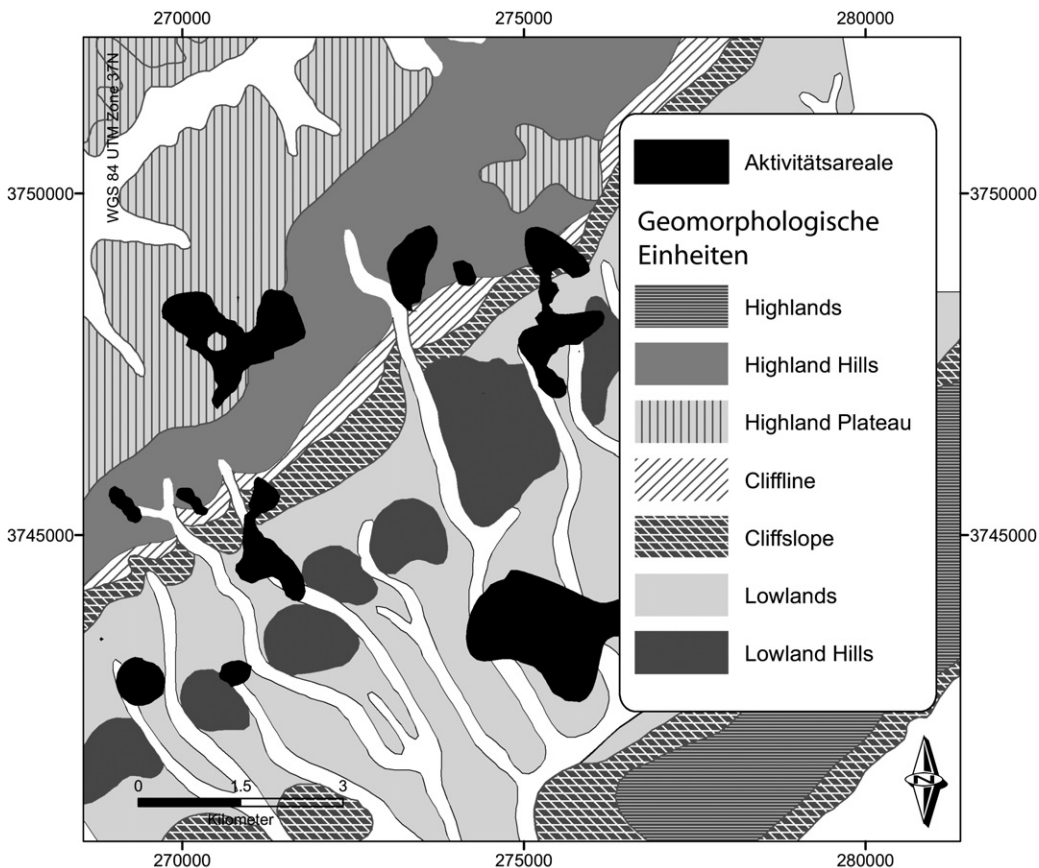 270000 275000 280000
WGS 84 UTM Zone 37N
3750000 3750000
3745000 3745000
Aktivitätsareale
Geomorphologische
Einheiten
Highlands
Highland Hills
Highland Plateau
Cliffline
Cliffslope
Lowlands
Lowland Hills
0 1.5 3
Kilometer
N
270000 275000 280000